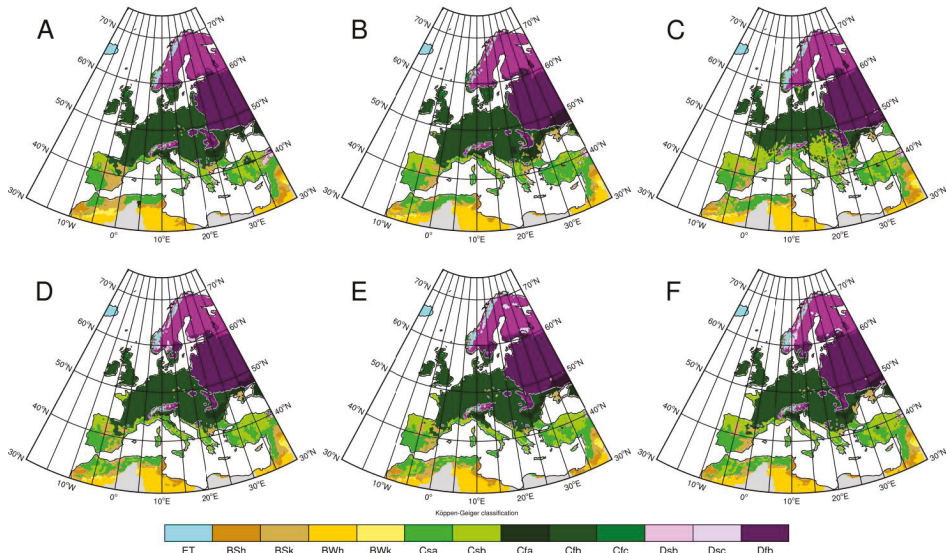 A
70°N 70°N
60°N 60°N
50°N 50°N
40°N 40°N
30°N 30°N
10°W 0° 10°E 20°E 30°E
B
70°N 70°N
60°N 60°N
50°N 50°N
40°N 40°N
30°N 30°N
10°W 0° 10°E 20°E 30°E
C
70°N 70°N
60°N 60°N
50°N 50°N
40°N 40°N
30°N 30°N
10°W 0° 10°E 20°E 30°E
D
70°N 70°N
60°N 60°N
50°N 50°N
40°N 40°N
30°N 30°N
10°W 0° 10°E 20°E 30°E
E
70°N 70°N
60°N 60°N
50°N 50°N
40°N 40°N
30°N 30°N
10°W 0° 10°E 20°E 30°E
F
70°N 70°N
60°N 60°N
50°N 50°N
40°N 40°N
30°N 30°N
10°W 0° 10°E 20°E 30°E
Köppen-Geiger classification
ET BSh BSk BWh BWk Csa Csb Cfa Cfb Cfc Dsb Dsc Dfb